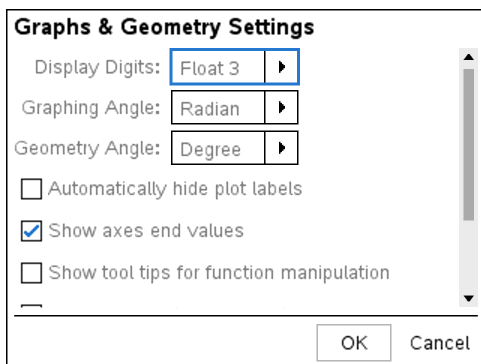 Graphs & Geometry Settings
Display Digits: Float 3
Graphing Angle: Radian
Geometry Angle: Degree
Automatically hide plot labels
Show axes end values
Show tool tips for function manipulation
OK Cancel